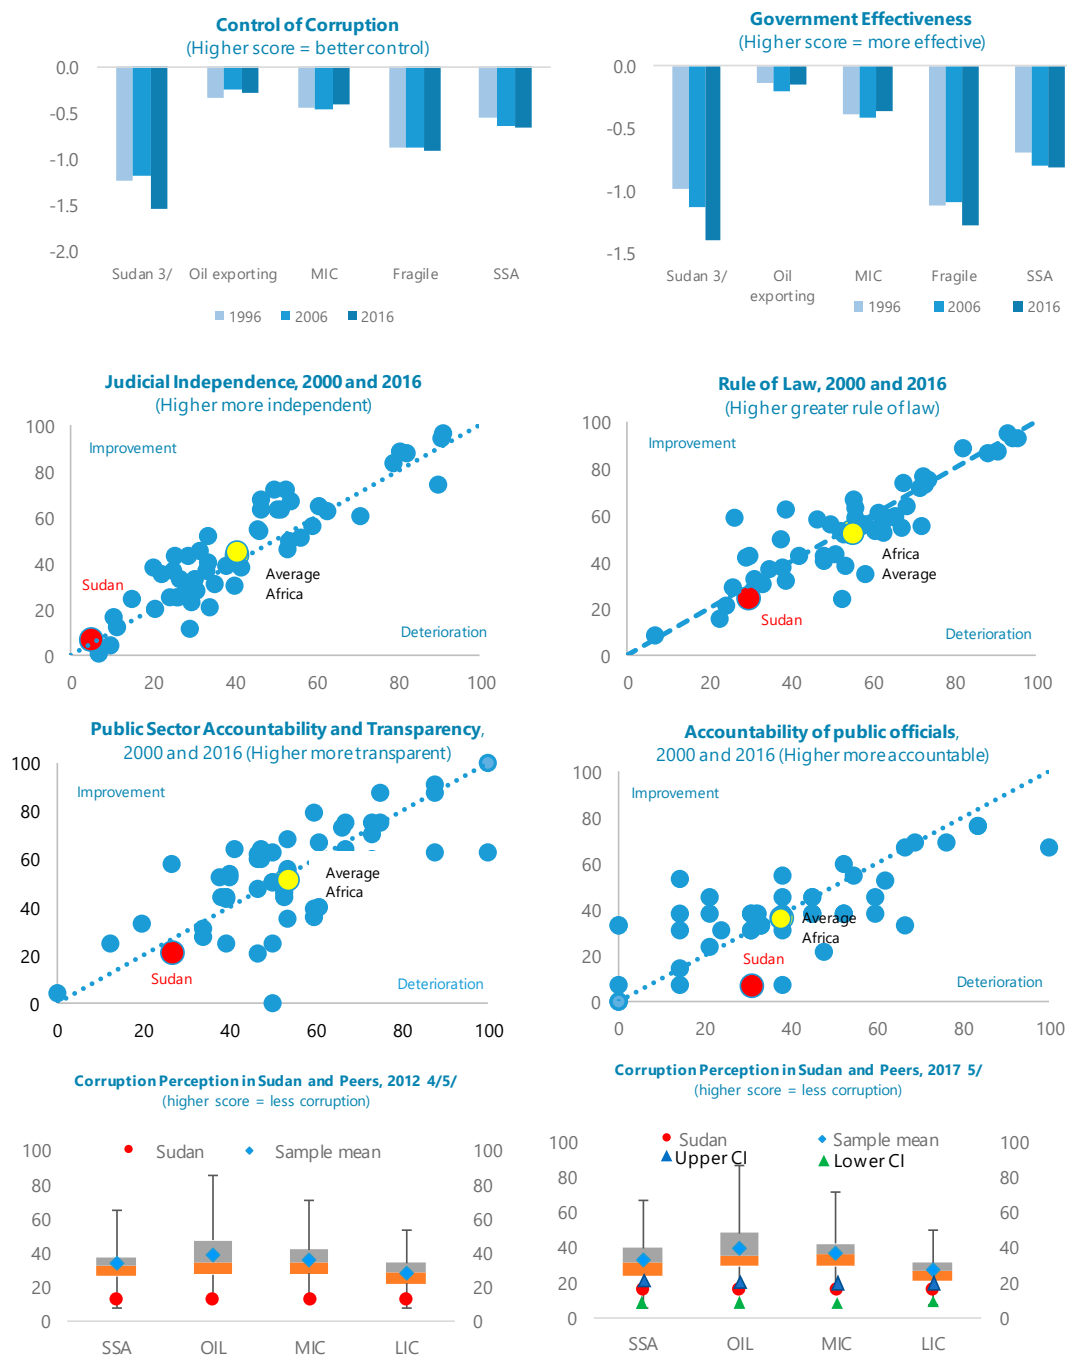 Control of Corruption
(Higher score = better control)
0.0
-0.5
-1.0
-1.5
-2.0
Sudan 3/ Oil exporting MIC Fragile SSA
1996 2006 2016
Government Effectiveness
(Higher score = more effective)
0.0
-0.5
-1.0
-1.5
Sudan 3/ Oil exporting MIC Fragile SSA
1996 2006 2016
Judicial Independence, 2000 and 2016
(Higher more independent)
100
80
60
40
20
0
Improvement
Sudan
Average
Africa
Deterioration
0 20 40 60 80 100
Rule of Law, 2000 and 2016
(Higher greater rule of law)
100
80
60
40
20
0
Improvement
Africa
Average
Sudan
Deterioration
0 20 40 60 80 100
Public Sector Accountability and Transparency,
2000 and 2016 (Higher more transparent)
100
80
60
40
20
0
Improvement
Average
Africa
Sudan
Deterioration
0 20 40 60 80 100
Accountability of public officials,
2000 and 2016 (Higher more accountable)
100
80
60
40
20
0
Improvement
Average
Africa
Sudan
Deterioration
0 20 40 60 80 100
Corruption Perception in Sudan and Peers, 2012 4/5/
(higher score = less corruption)
Sudan Sample mean
100 100
80 80
60 60
40 40
20 20
0 0
SSA OIL MIC LIC
Corruption Perception in Sudan and Peers, 2017 5/
(higher score = less corruption)
Sudan Sample mean
Upper CI Lower CI
100 100
80 80
60 60
40 40
20 20
0 0
SSA OIL MIC LIC